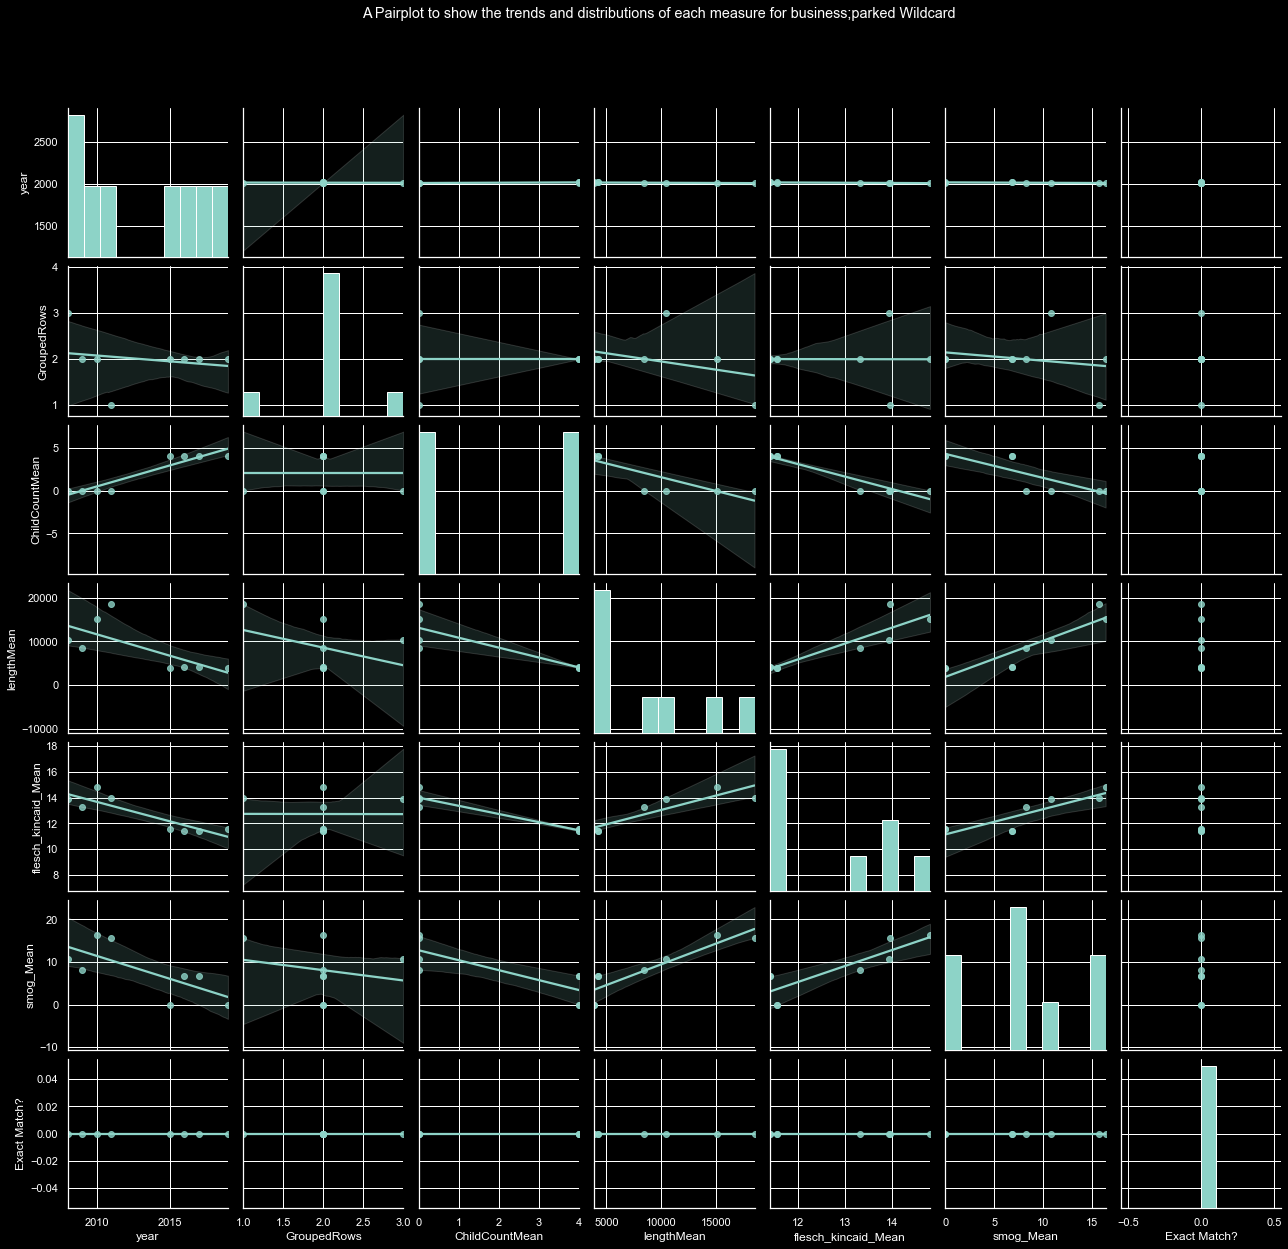 A Pairplot to show the trends and distributions of each measure for business;parked Wildcard
year
2500
2000
1500
GroupedRows
4
3
2
1
ChildCountMean
5
0
−5
lengthMean
20000
10000
0
−10000
flesch_kincaid_Mean
18
16
14
12
10
8
smog_Mean
20
10
0
−10
Exact Match?
0.04
0.02
0.00
−0.02
−0.04
2010 2015 1.0 1.5 2.0 2.5 3.0 0 1 2 3 4 5000 10000 15000 12 13 14 0 5 10 15 −0.5 0.0 0.5
year GroupedRows ChildCountMean lengthMean flesch_kincaid_Mean smog_Mean Exact Match?